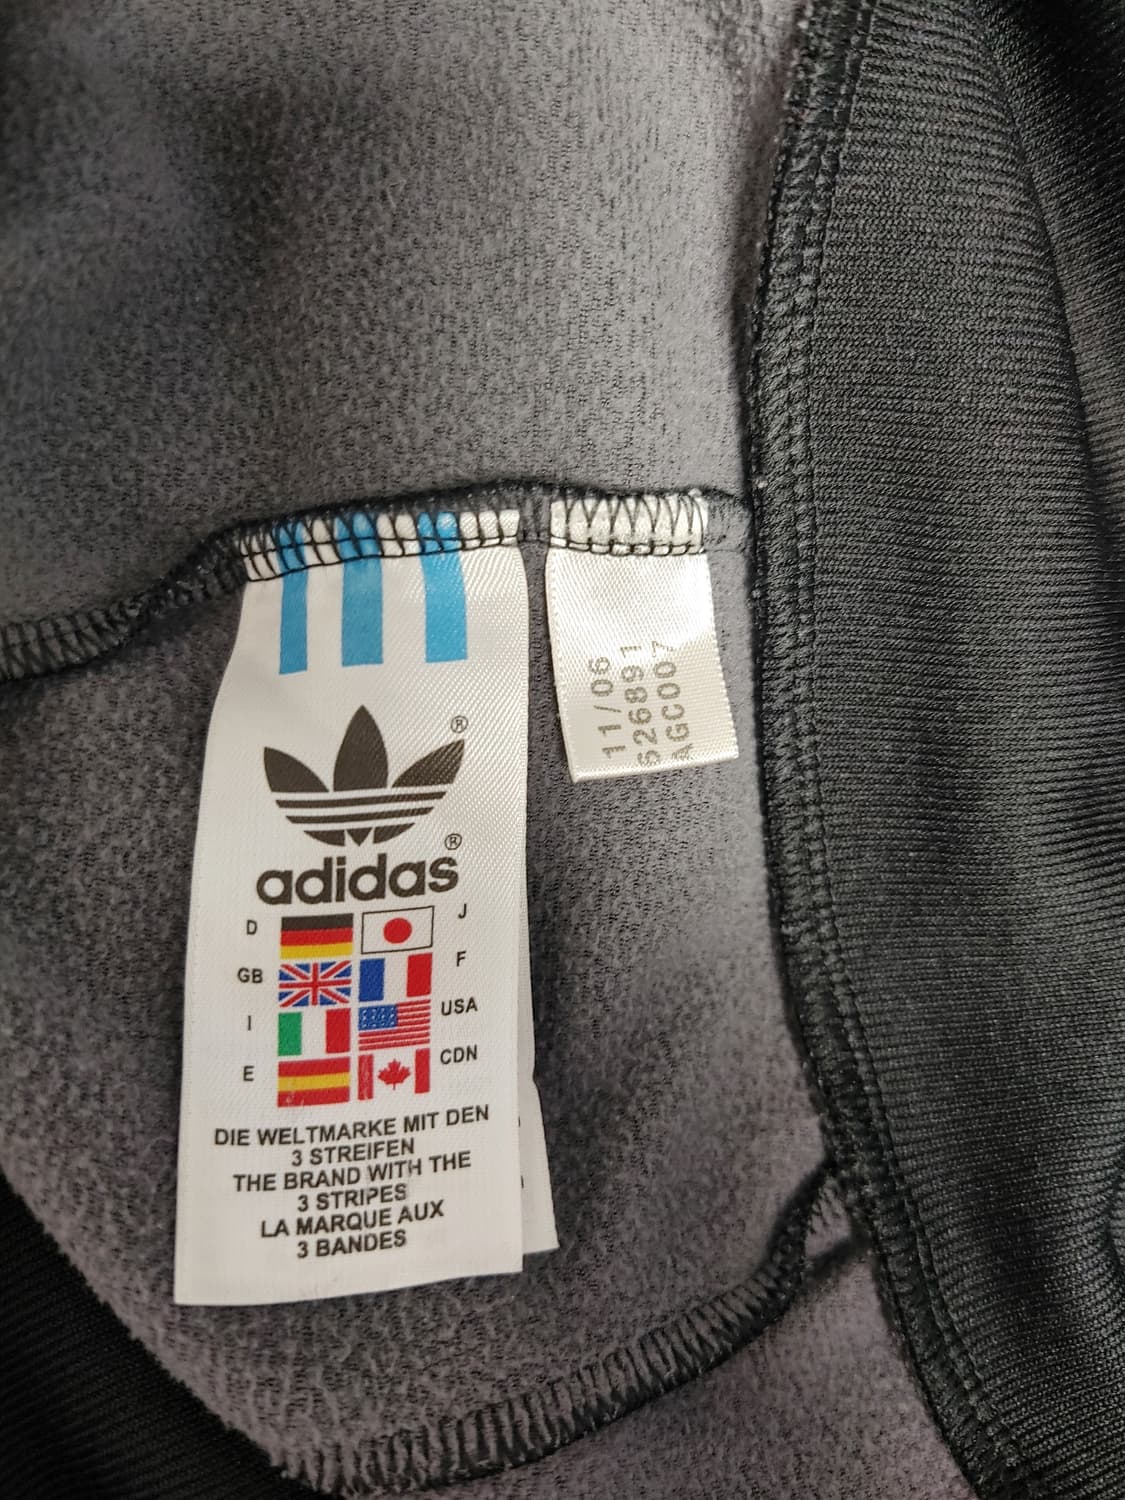 ®
®
adidas
D
J
GB
F
I
USA
E
CDN
DIE WELTMARKE MIT DEN
3 STREIFEN
THE BRAND WITH THE
3 STRIPES
LA MARQUE AUX
3 BANDES
11/06
626891
AGC007